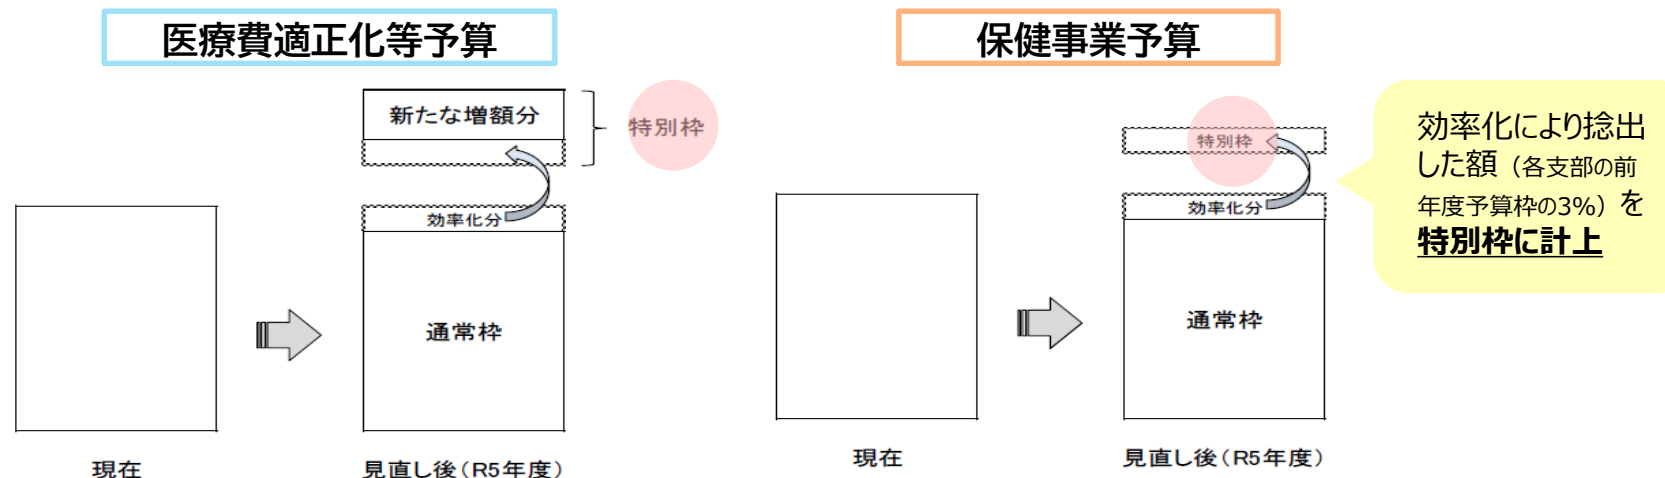 医療費適正化等予算
新たな増額分
特別枠
効率化分
通常枠
現在
見直し後(R5年度)
保健事業予算
特別枠
効率化分
通常枠
現在
見直し後(R5年度)
効率化により捻出
した額（各支部の前
年度予算枠の3%）を
特別枠に計上